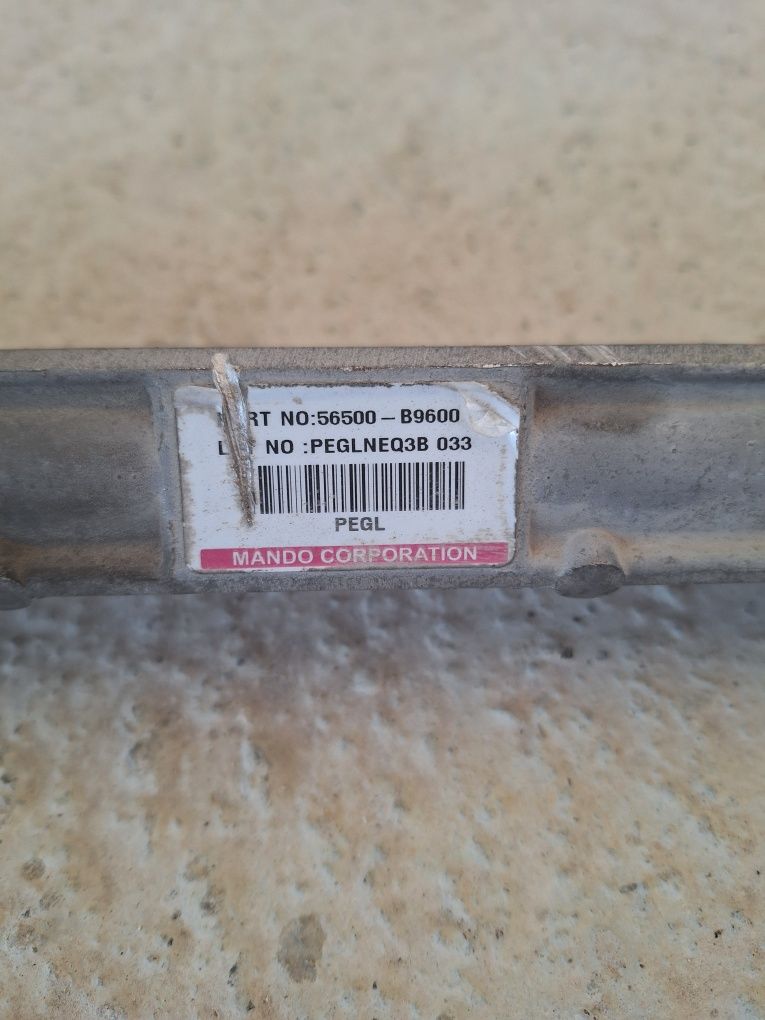 RT NO:56500-B9600
NO :PEGLNEQ3B 033
PEGL
MANDO CORPORATION